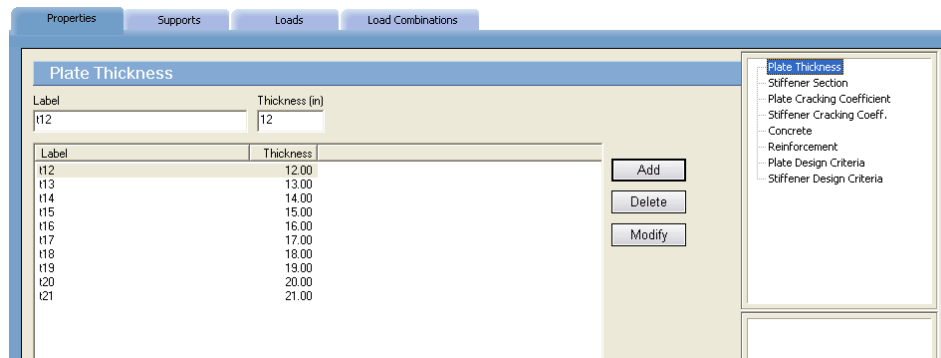 Properties Supports Loads Load Combinations
Plate Thickness
Label Thickness (in)
t12 12
Label Thickness
t12 12.00
t13 13.00
t14 14.00
t15 15.00
t16 16.00
t17 17.00
t18 18.00
t19 19.00
t20 20.00
t21 21.00
Add
Delete
Modify
Plate Thickness
Stiffener Section
Plate Cracking Coefficient
Stiffener Cracking Coeff.
Concrete
Reinforcement
Plate Design Criteria
Stiffener Design Criteria